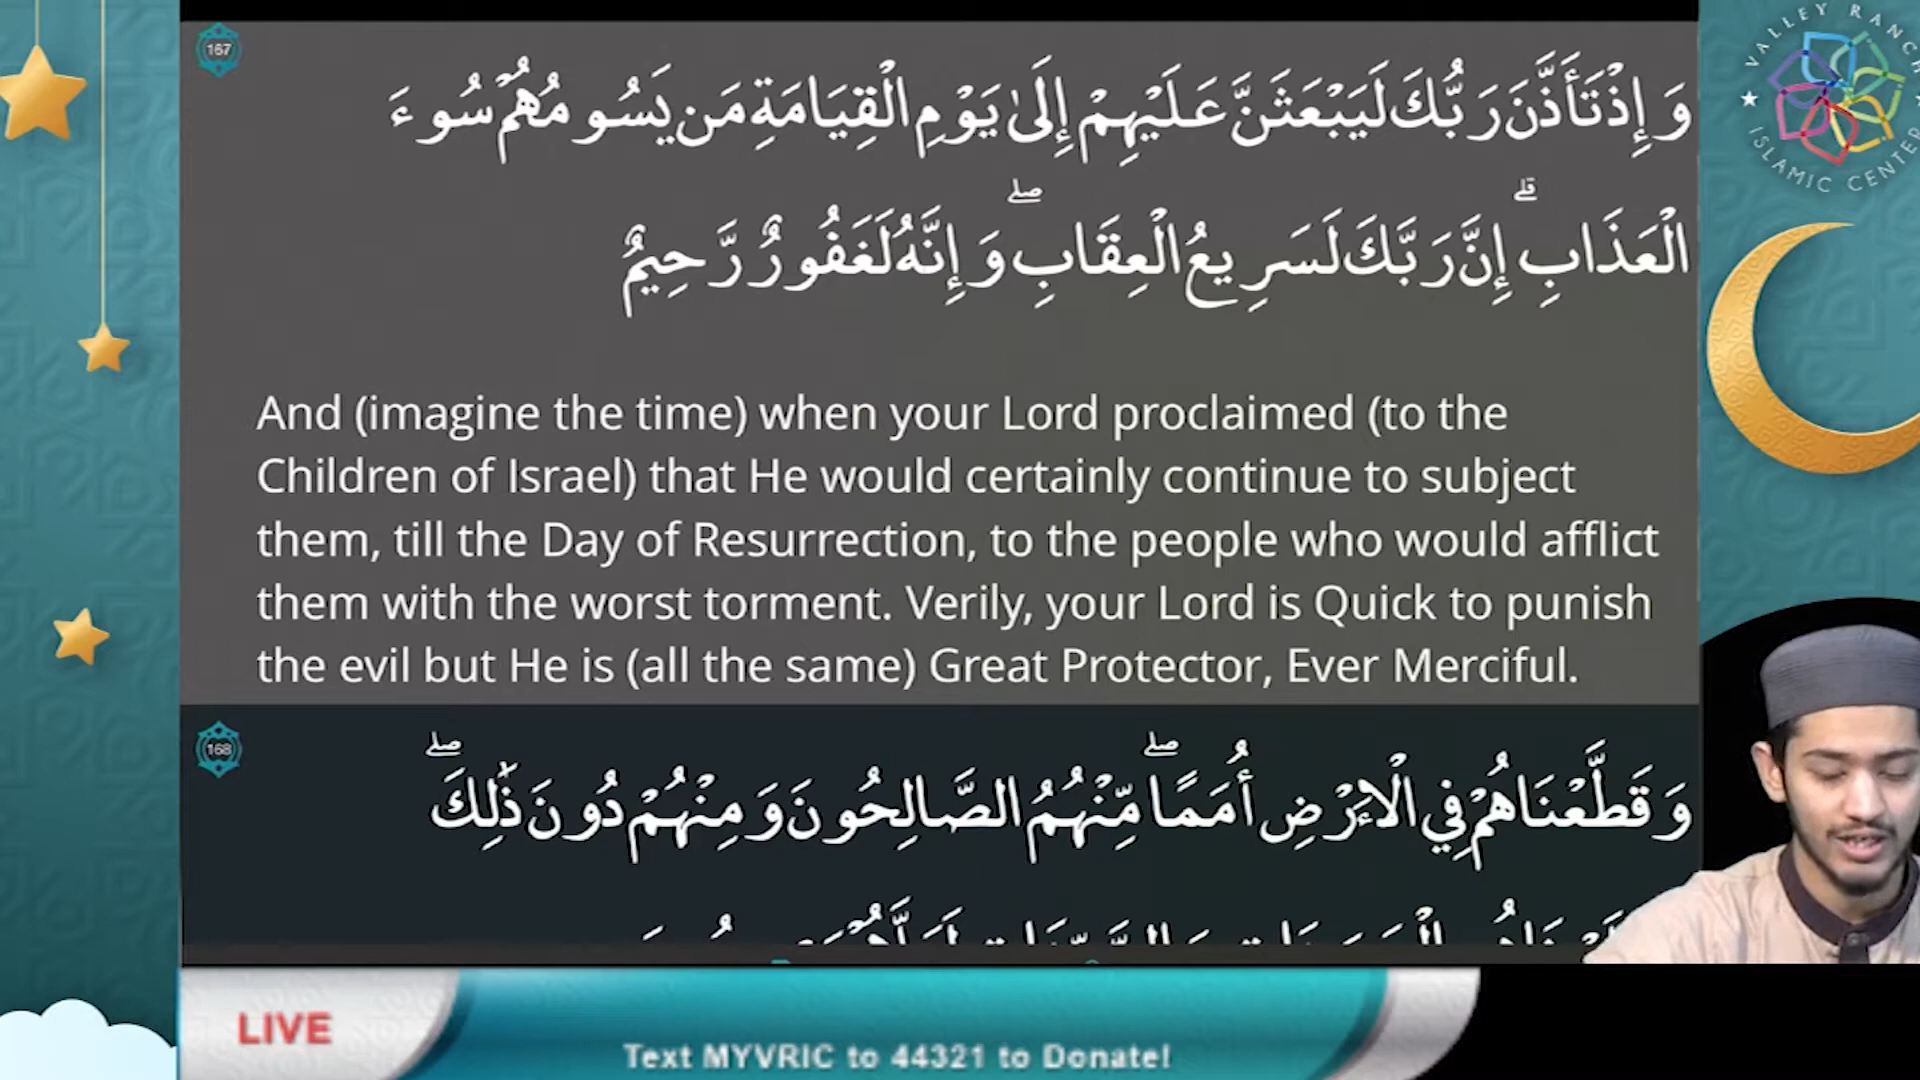 167
وَإِذْ تَأَذَّنَ رَبُّكَ لَيَبْعَثَنَّ عَلَيْهِمْ إِلَىٰ يَوْمِ الْقِيَامَةِ مَن يَسُومُهُمْ سُوءَ
الْعَذَابِ ۗ إِنَّ رَبَّكَ لَسَرِيعُ الْعِقَابِ ۖ وَإِنَّهُ لَغَفُورٌ رَّحِيمٌ
And (imagine the time) when your Lord proclaimed (to the
Children of Israel) that He would certainly continue to subject
them, till the Day of Resurrection, to the people who would afflict
them with the worst torment. Verily, your Lord is Quick to punish
the evil but He is (all the same) Great Protector, Ever Merciful.
168
وَقَطَّعْنَاهُمْ فِي الْأَرْضِ أُمَمًا ۖ مِّنْهُمُ الصَّالِحُونَ وَمِنْهُمْ دُونَ ذَٰلِكَ ۖ
VALLEY RANCH
ISLAMIC CENTER
LIVE
Text MYVRIC to 44321 to Donate!